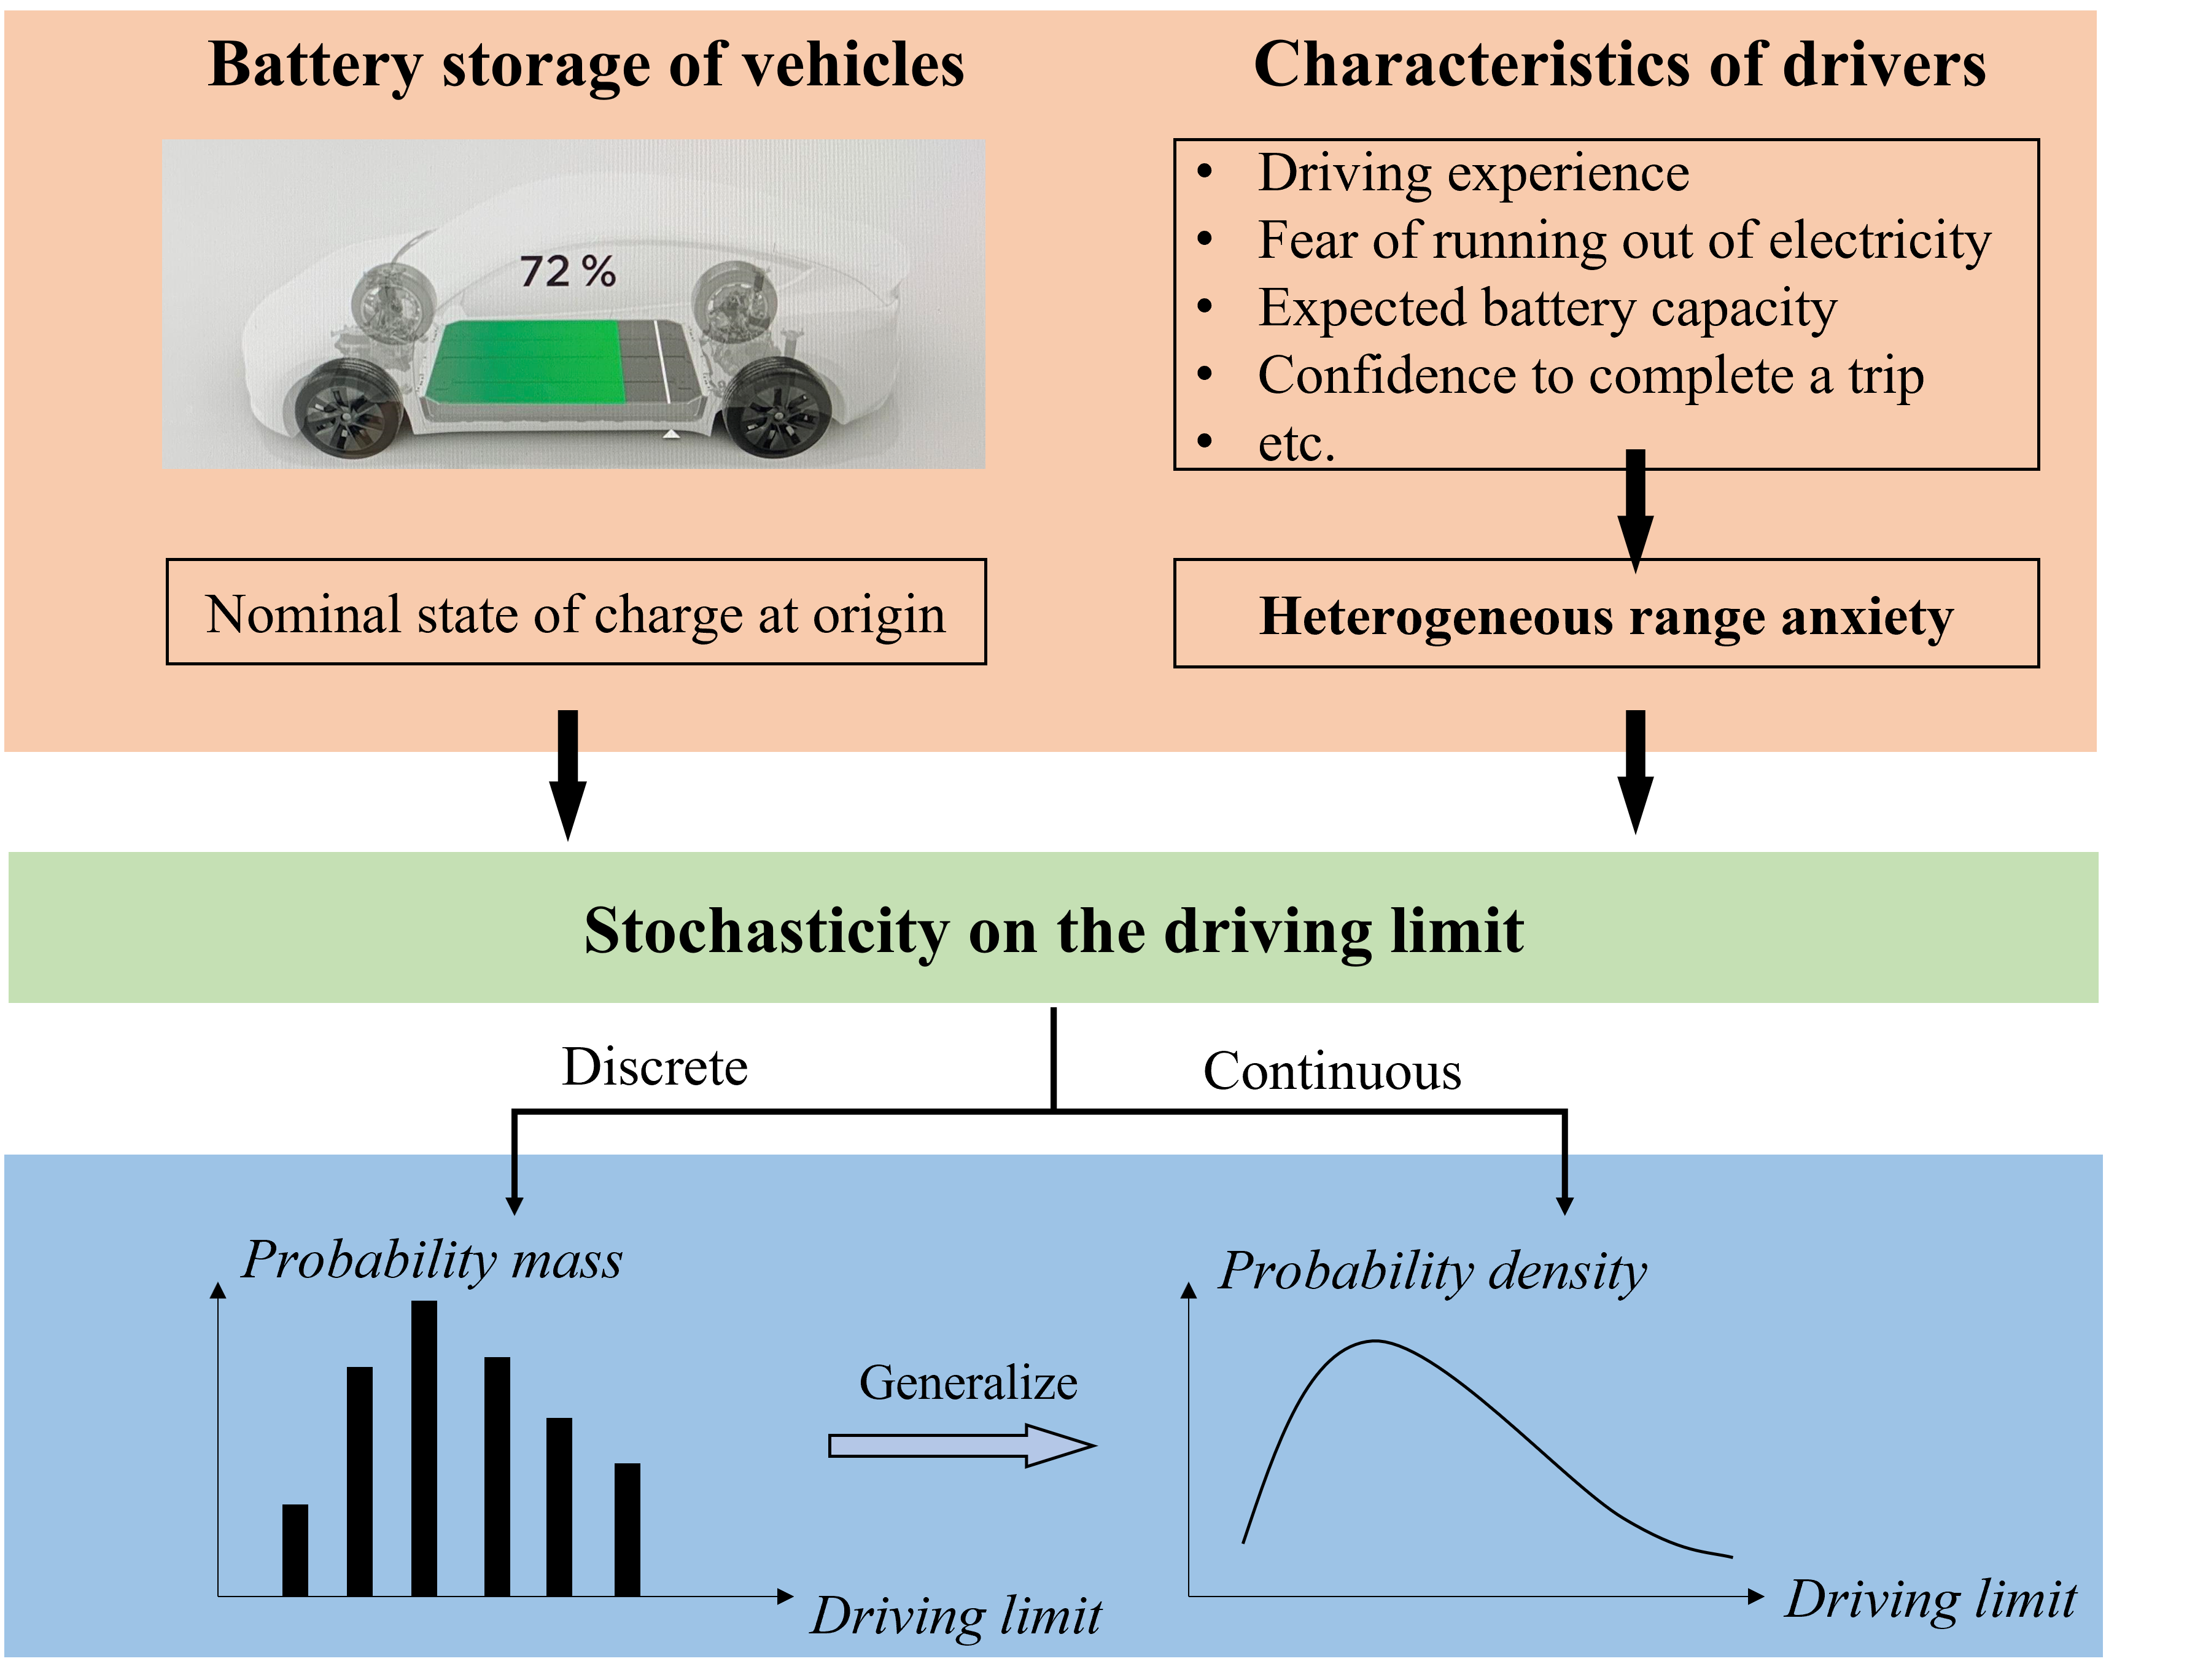 Battery storage of vehicles
Characteristics of drivers
72 %
• Driving experience
• Fear of running out of electricity
• Expected battery capacity
• Confidence to complete a trip
• etc.
Nominal state of charge at origin
Heterogeneous range anxiety
Stochasticity on the driving limit
Discrete
Continuous
Probability mass
Probability density
Generalize
Driving limit
Driving limit